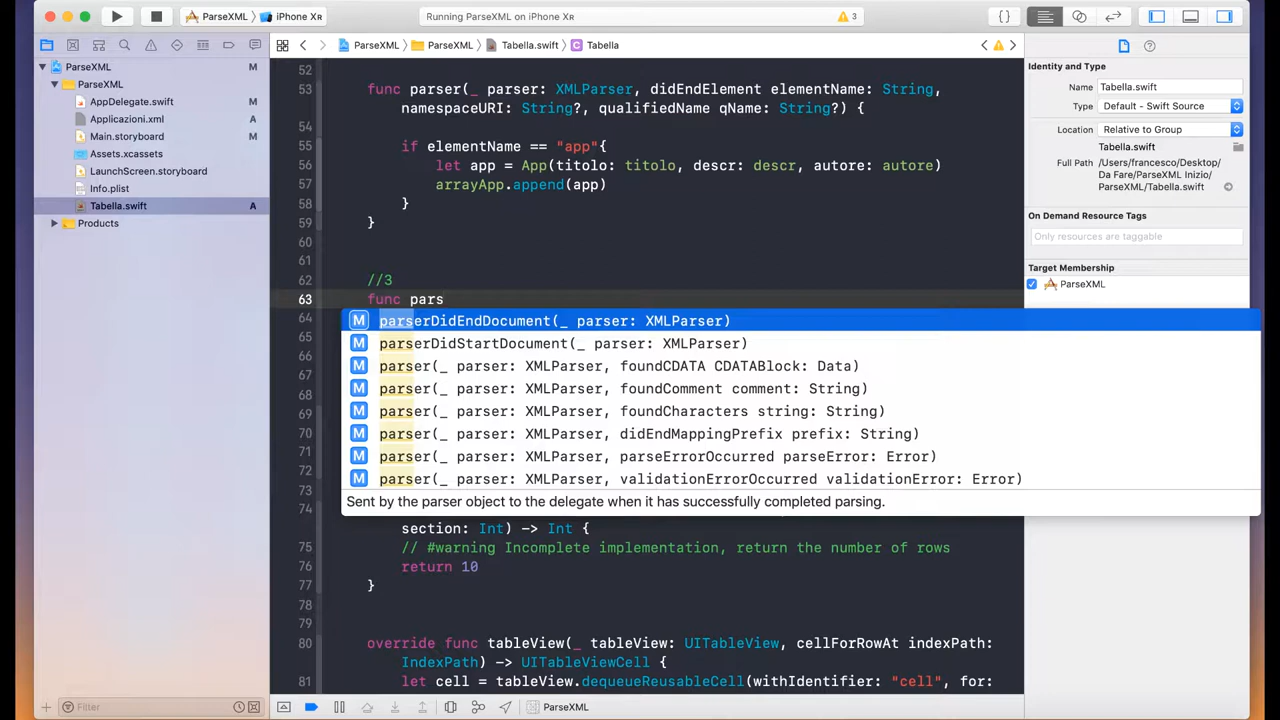 ParseXML
iPhone Xʀ
Running ParseXML on iPhone Xʀ
3
ParseXML
ParseXML
Tabella.swift
C
Tabella
ParseXML
M
ParseXML
AppDelegate.swift
M
Applicazioni.xml
A
Main.storyboard
M
Assets.xcassets
LaunchScreen.storyboard
Info.plist
Tabella.swift
A
Products
Filter
52
53 func parser(_ parser: XMLParser, didEndElement elementName: String,
namespaceURI: String?, qualifiedName qName: String?) {
54
55 if elementName == "app"{
56 let app = App(titolo: titolo, descr: descr, autore: autore)
57 arrayApp.append(app)
58 }
59 }
60
61
62 //3
63 func pars
64
M parserDidEndDocument(_ parser: XMLParser)
65
M parserDidStartDocument(_ parser: XMLParser)
66
M parser(_ parser: XMLParser, foundCDATA CDATABlock: Data)
67
68
M parser(_ parser: XMLParser, foundComment comment: String)
69
M parser(_ parser: XMLParser, foundCharacters string: String)
70
M parser(_ parser: XMLParser, didEndMappingPrefix prefix: String)
71
M parser(_ parser: XMLParser, parseErrorOccurred parseError: Error)
72
M parser(_ parser: XMLParser, validationErrorOccurred validationError: Error)
73
Sent by the parser object to the delegate when it has successfully completed parsing.
74
section: Int) -> Int {
75 // #warning Incomplete implementation, return the number of rows
76 return 10
77 }
78
79
80 override func tableView(_ tableView: UITableView, cellForRowAt indexPath:
IndexPath) -> UITableViewCell {
81 let cell = tableView.dequeueReusableCell(withIdentifier: "cell", for:
ParseXML
Identity and Type
Name Tabella.swift
Type Default - Swift Source
Location Relative to Group
Tabella.swift
Full Path /Users/francesco/Desktop/
Da Fare/ParseXML Inizio/
ParseXML/Tabella.swift
On Demand Resource Tags
Only resources are taggable
Target Membership
ParseXML